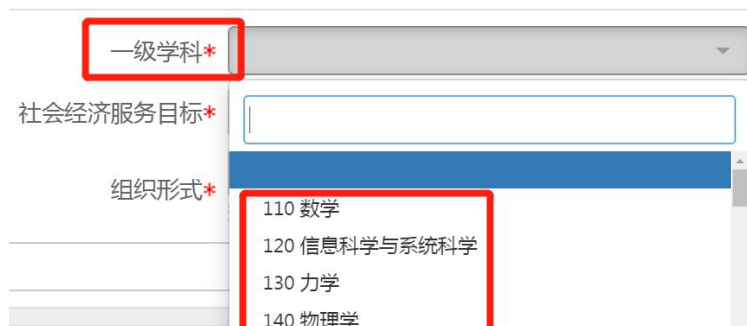 一级学科*
社会经济服务目标*
组织形式*
110 数学
120 信息科学与系统科学
130 力学
140 物理学